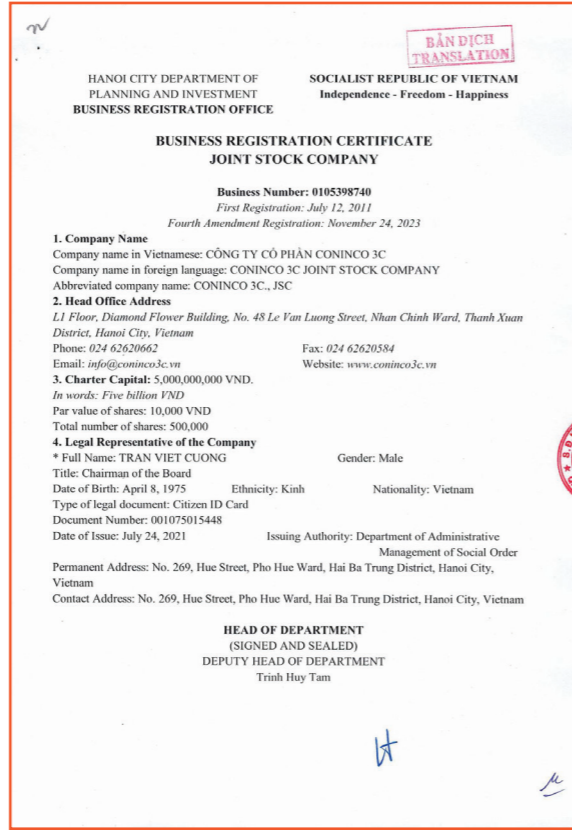 BẢN DỊCH
TRANSLATION
HANOI CITY DEPARTMENT OF
PLANNING AND INVESTMENT
BUSINESS REGISTRATION OFFICE
SOCIALIST REPUBLIC OF VIETNAM
Independence - Freedom - Happiness
BUSINESS REGISTRATION CERTIFICATE
JOINT STOCK COMPANY
Business Number: 0105398740
First Registration: July 12, 2011
Fourth Amendment Registration: November 24, 2023
1. Company Name
Company name in Vietnamese: CÔNG TY CỔ PHẦN CONINCO 3C
Company name in foreign language: CONINCO 3C JOINT STOCK COMPANY
Abbreviated company name: CONINCO 3C., JSC
2. Head Office Address
L1 Floor, Diamond Flower Building, No. 48 Le Van Luong Street, Nhan Chinh Ward, Thanh Xuan
District, Hanoi City, Vietnam
Phone: 024 62620662 Fax: 024 62620584
Email: info@coninco3c.vn Website: www.coninco3c.vn
3. Charter Capital: 5,000,000,000 VND.
In words: Five billion VND
Par value of shares: 10,000 VND
Total number of shares: 500,000
4. Legal Representative of the Company
* Full Name: TRAN VIET CUONG Gender: Male
Title: Chairman of the Board
Date of Birth: April 8, 1975 Ethnicity: Kinh Nationality: Vietnam
Type of legal document: Citizen ID Card
Document Number: 001075015448
Date of Issue: July 24, 2021 Issuing Authority: Department of Administrative
Management of Social Order
Permanent Address: No. 269, Hue Street, Pho Hue Ward, Hai Ba Trung District, Hanoi City,
Vietnam
Contact Address: No. 269, Hue Street, Pho Hue Ward, Hai Ba Trung District, Hanoi City, Vietnam
HEAD OF DEPARTMENT
(SIGNED AND SEALED)
DEPUTY HEAD OF DEPARTMENT
Trinh Huy Tam